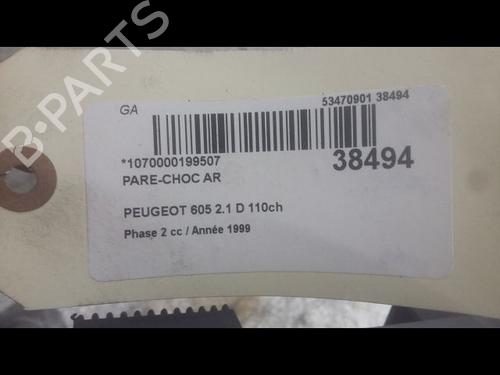 GA
53470901 38494
*1070000199507
38494
PARE-CHOC AR
PEUGEOT 605 2.1 D 110ch
Phase 2 cc / Année 1999
B-PARTS